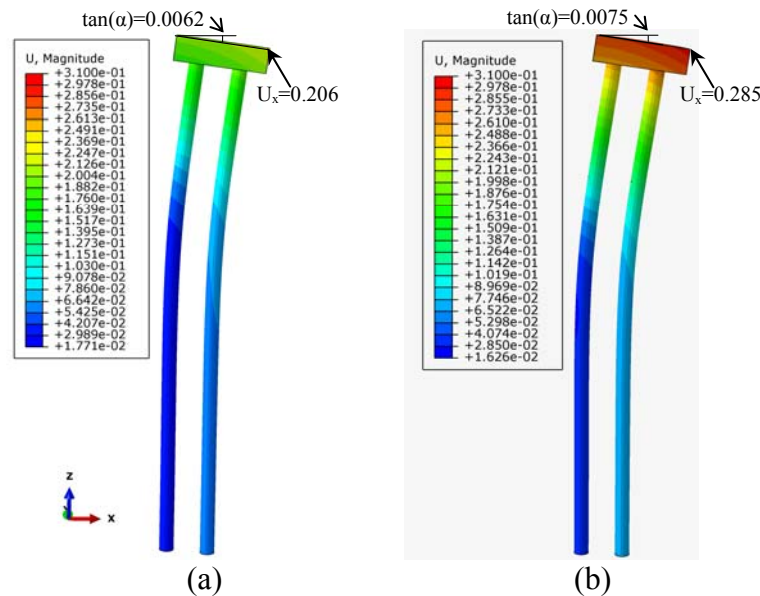 tan(α)=0.0062
U, Magnitude
+3.100e-01
+2.978e-01
+2.856e-01
+2.735e-01
+2.613e-01
+2.491e-01
+2.369e-01
+2.247e-01
+2.126e-01
+2.004e-01
+1.882e-01
+1.760e-01
+1.639e-01
+1.517e-01
+1.395e-01
+1.273e-01
+1.151e-01
+1.030e-01
+9.078e-02
+7.860e-02
+6.642e-02
+5.425e-02
+4.207e-02
+2.989e-02
+1.771e-02
Ux=0.206
z
x
(a)
tan(α)=0.0075
U, Magnitude
+3.100e-01
+2.978e-01
+2.855e-01
+2.733e-01
+2.610e-01
+2.488e-01
+2.366e-01
+2.243e-01
+2.121e-01
+1.998e-01
+1.876e-01
+1.754e-01
+1.631e-01
+1.509e-01
+1.387e-01
+1.264e-01
+1.142e-01
+1.019e-01
+8.969e-02
+7.746e-02
+6.522e-02
+5.298e-02
+4.074e-02
+2.850e-02
+1.626e-02
Ux=0.285
(b)